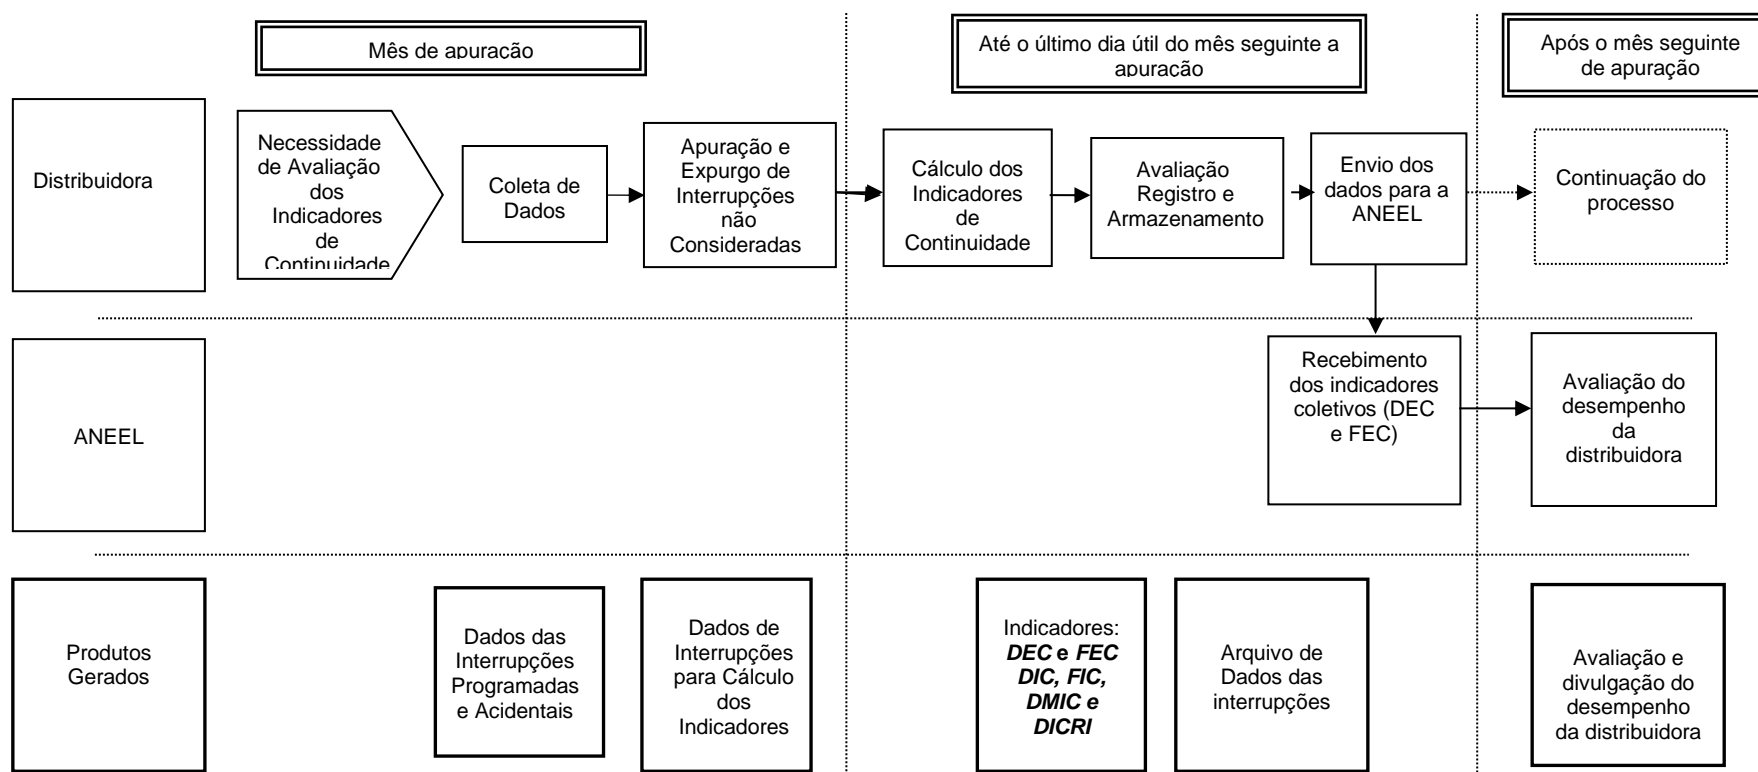 Mês de apuração
Até o último dia útil do mês seguinte a
apuração
Após o mês seguinte
de apuração
Distribuidora
Necessidade
de Avaliação
dos
Indicadores
de
Continuidade
Coleta de
Dados
Apuração e
Expurgo de
Interrupções
não
Consideradas
Cálculo dos
Indicadores
de
Continuidade
Avaliação
Registro e
Armazenamento
Envio dos
dados para a
ANEEL
Continuação do
processo
ANEEL
Recebimento
dos indicadores
coletivos (DEC
e FEC)
Avaliação do
desempenho
da
distribuidora
Produtos
Gerados
Dados das
Interrupções
Programadas
e Acidentais
Dados de
Interrupções
para Cálculo
dos
Indicadores
Indicadores:
DEC e FEC
DIC, FIC,
DMIC e
DICRI
Arquivo de
Dados das
interrupções
Avaliação e
divulgação do
desempenho
da distribuidora